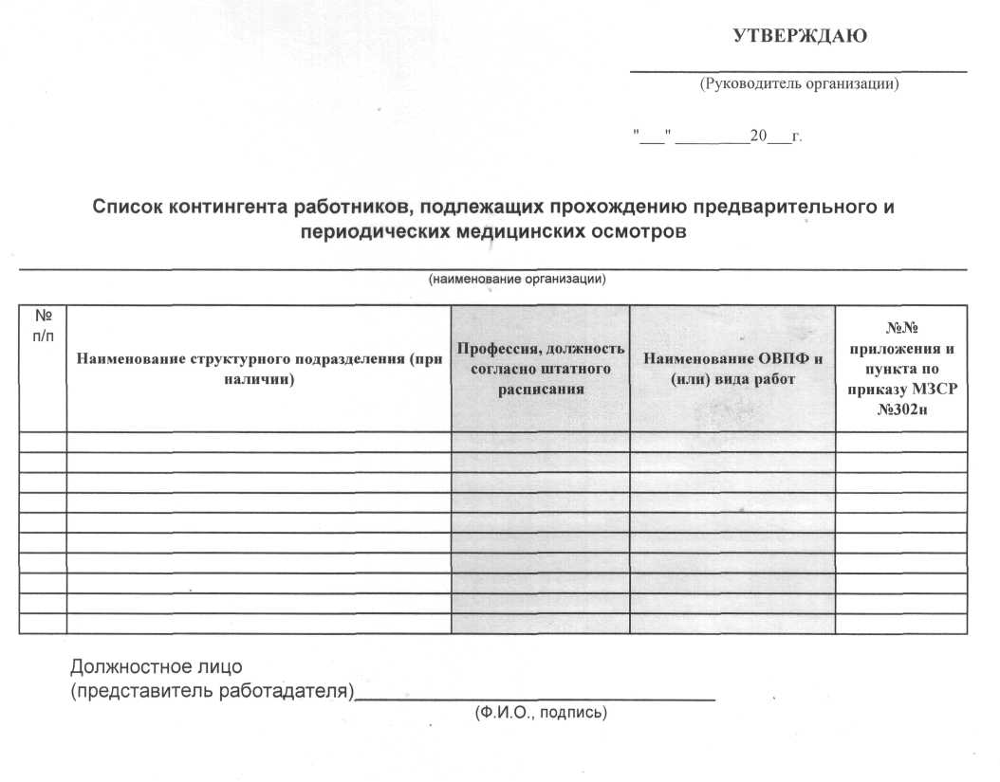 УТВЕРЖДАЮ
(Руководитель организации)
"___" _________20___г.
Список контингента работников, подлежащих прохождению предварительного и
периодических медицинских осмотров
(наименование организации)
№
п/п
Наименование структурного подразделения (при
наличии)
Профессия, должность
согласно штатного
расписания
Наименование ОВПФ и
(или) вида работ
№№
приложения и
пункта по
приказу МЗСР
№302н
Должностное лицо
(представитель работадателя)
(Ф.И.О., подпись)